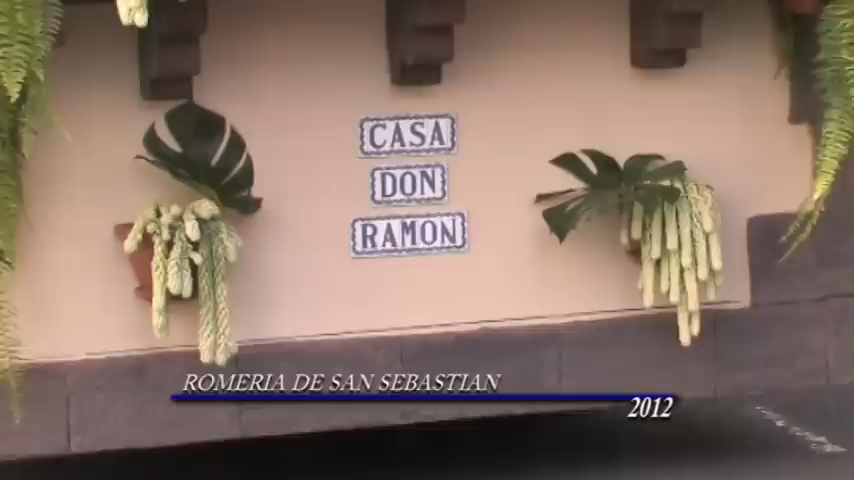 CASA
DON
RAMON
ROMERIA DE SAN SEBASTIAN
2012